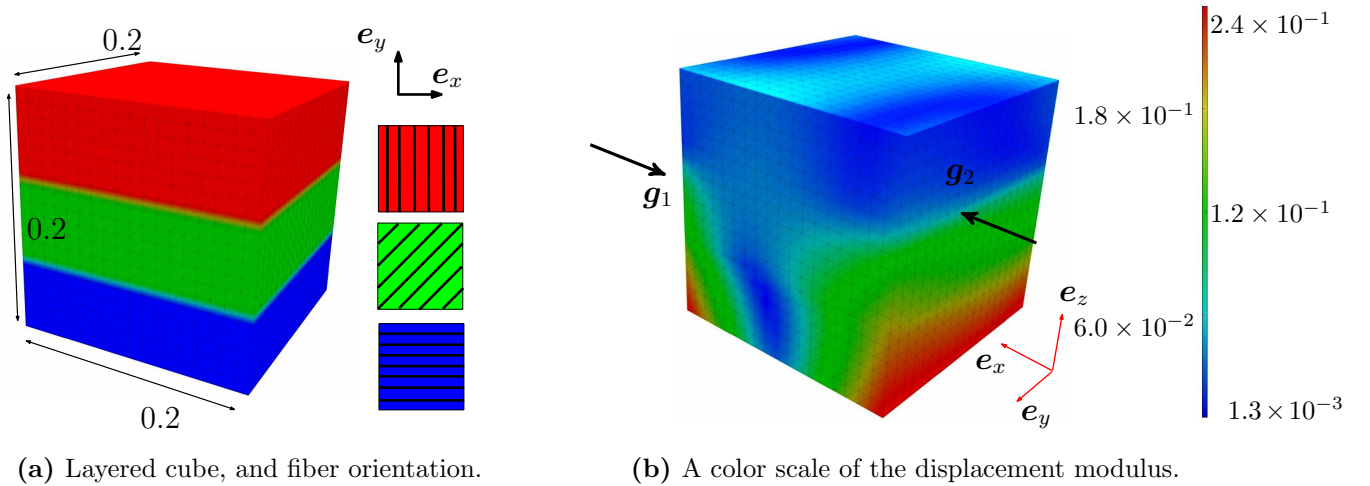 0.2
e_y
e_x
0.2
0.2
(a) Layered cube, and fiber orientation.
g_1
g_2
e_z
e_x
e_y
2.4 × 10^{-1}
1.8 × 10^{-1}
1.2 × 10^{-1}
6.0 × 10^{-2}
1.3 × 10^{-3}
(b) A color scale of the displacement modulus.